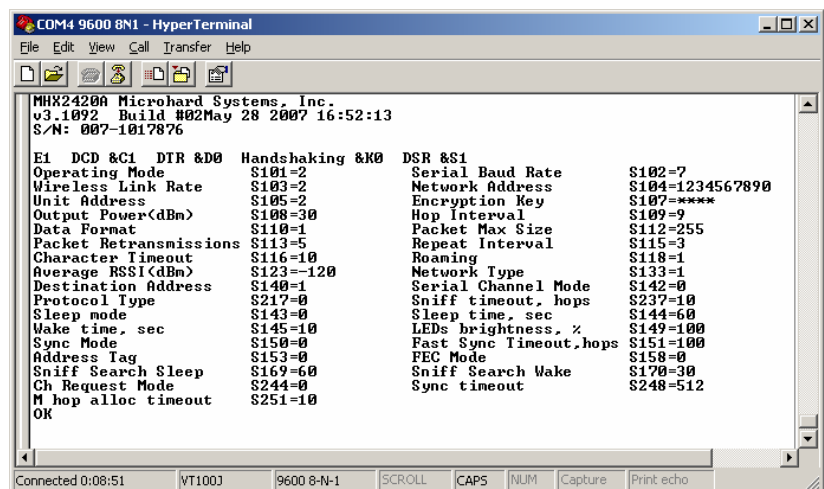 COM4 9600 8N1 - HyperTerminal
File Edit View Call Transfer Help
MHX2420A Microhard Systems, Inc.
v3.1092 Build #02May 28 2007 16:52:13
S/N: 007-1017876
E1 DCD &C1 DTR &D0 Handshaking &K0 DSR &S1
Operating Mode S101=2 Serial Baud Rate S102=7
Wireless Link Rate S103=2 Network Address S104=1234567890
Unit Address S105=2 Encryption Key S107=****
Output Power(dBm) S108=30 Hop Interval S109=9
Data Format S110=1 Packet Max Size S112=255
Packet Retransmissions S113=5 Repeat Interval S115=3
Character Timeout S116=10 Roaming S118=1
Average RSSI(dBm) S123=-120 Network Type S133=1
Destination Address S140=1 Serial Channel Mode S142=0
Protocol Type S217=0 Sniff timeout, hops S237=10
Sleep mode S143=0 Sleep time, sec S144=60
Wake time, sec S145=10 LEDs brightness, % S149=100
Sync Mode S150=0 Fast Sync Timeout,hops S151=100
Address Tag S153=0 FEC Mode S158=0
Sniff Search Sleep S169=60 Sniff Search Wake S170=30
Ch Request Mode S244=0 Sync timeout S248=512
M hop alloc timeout S251=10
OK
Connected 0:08:51 VT100J 9600 8-N-1 SCROLL CAPS NUM Capture Print echo